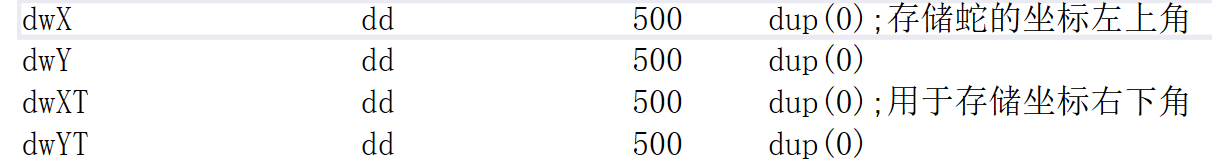 dwX dd 500 dup(0);存储蛇的坐标左上角
dwY dd 500 dup(0)
dwXT dd 500 dup(0);用于存储坐标右下角
dwYT dd 500 dup(0)